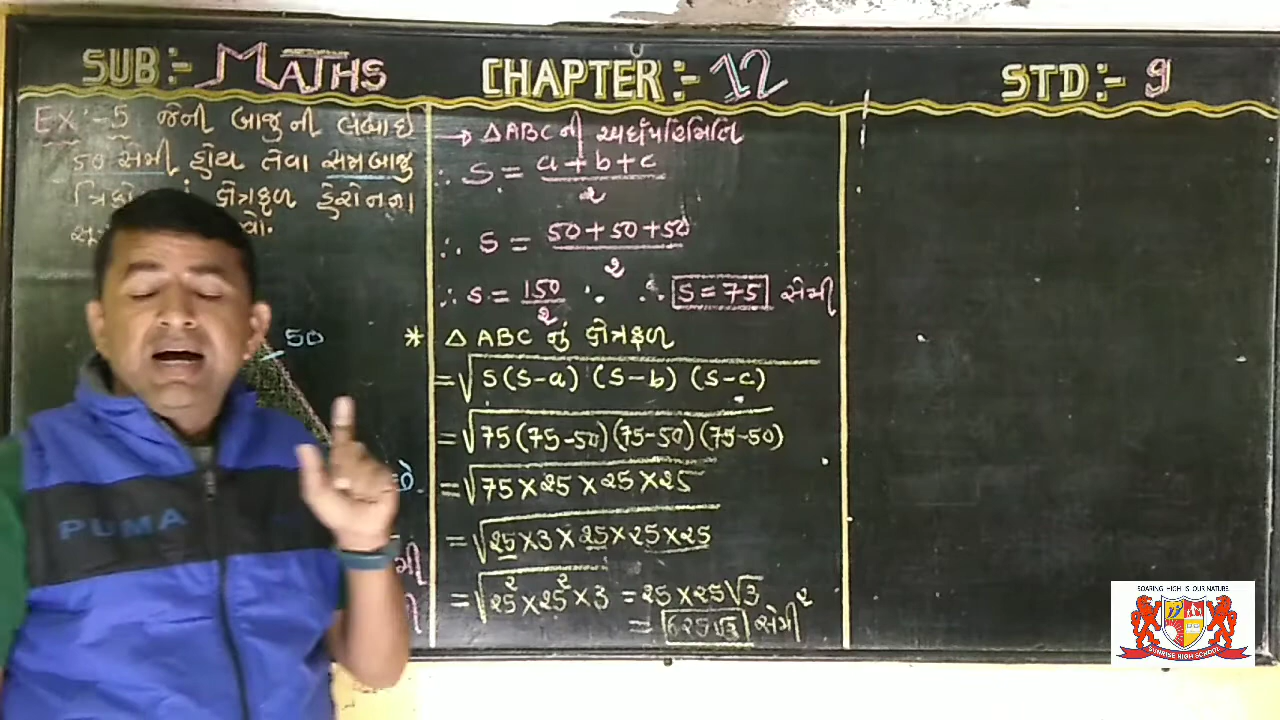 SUB:- MATHS
CHAPTER:- 12
STD:- 9
Ex:-5 જેની બાજુની લંબાઈ
50 સેમી હોય તેવા સમબાજુ
ક્ષેત્રફળ હેરોનના
50
→ △ABC ની અર્ધપરિમિતિ
∴ S = a+b+c / 2
∴ S = 50+50+50 / 2
∴ S = 150 / 2 ∴ S=75 સેમી
* △ABC નું ક્ષેત્રફળ
= √S(S-a) (S-b) (S-c)
= √75(75-50)(75-50)(75-50)
= √75×25×25×25
= √25×3×25×25×25
= √25²×25²×3 = 25×25√3
= 625√3 સેમી²
PUMA
SOARING HIGH IS OUR NATURE
SUNRISE HIGH SCHOOL